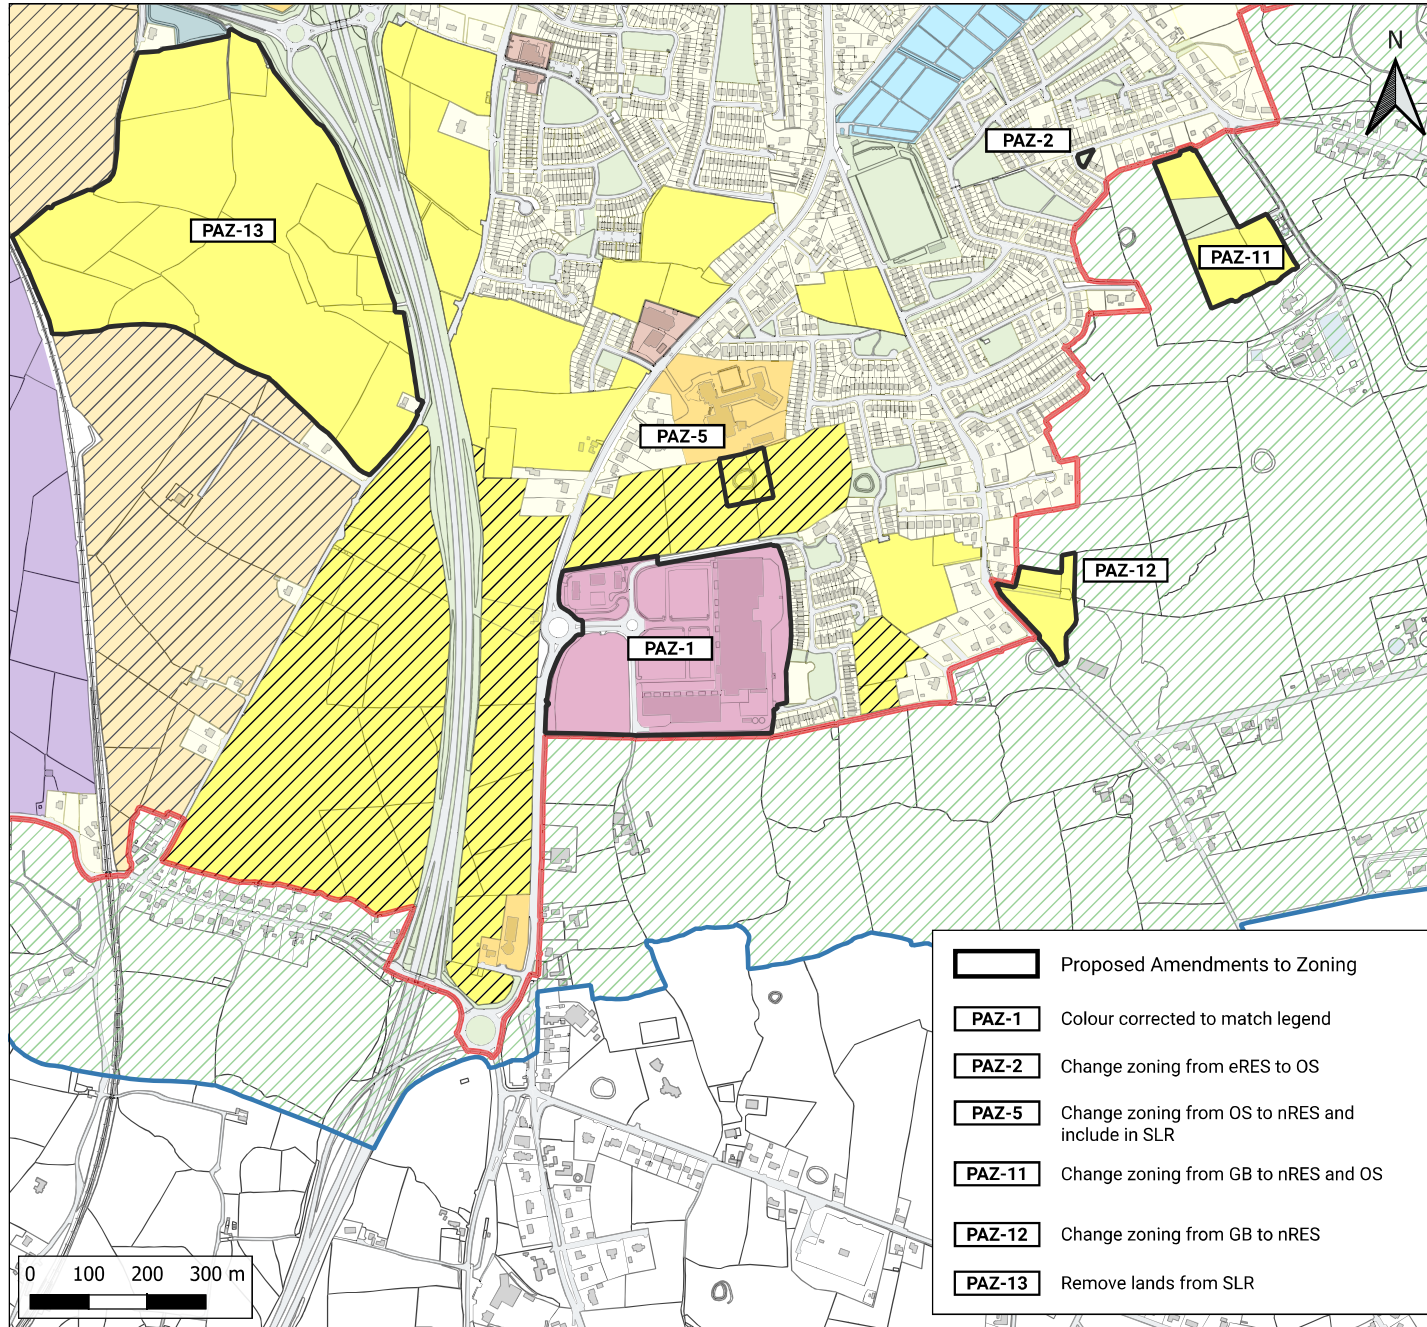 N
PAZ-2
PAZ-13
PAZ-11
PAZ-5
PAZ-12
PAZ-1
Proposed Amendments to Zoning
PAZ-1 Colour corrected to match legend
PAZ-2 Change zoning from eRES to OS
PAZ-5 Change zoning from OS to nRES and
include in SLR
PAZ-11 Change zoning from GB to nRES and OS
PAZ-12 Change zoning from GB to nRES
PAZ-13 Remove lands from SLR
0 100 200 300 m